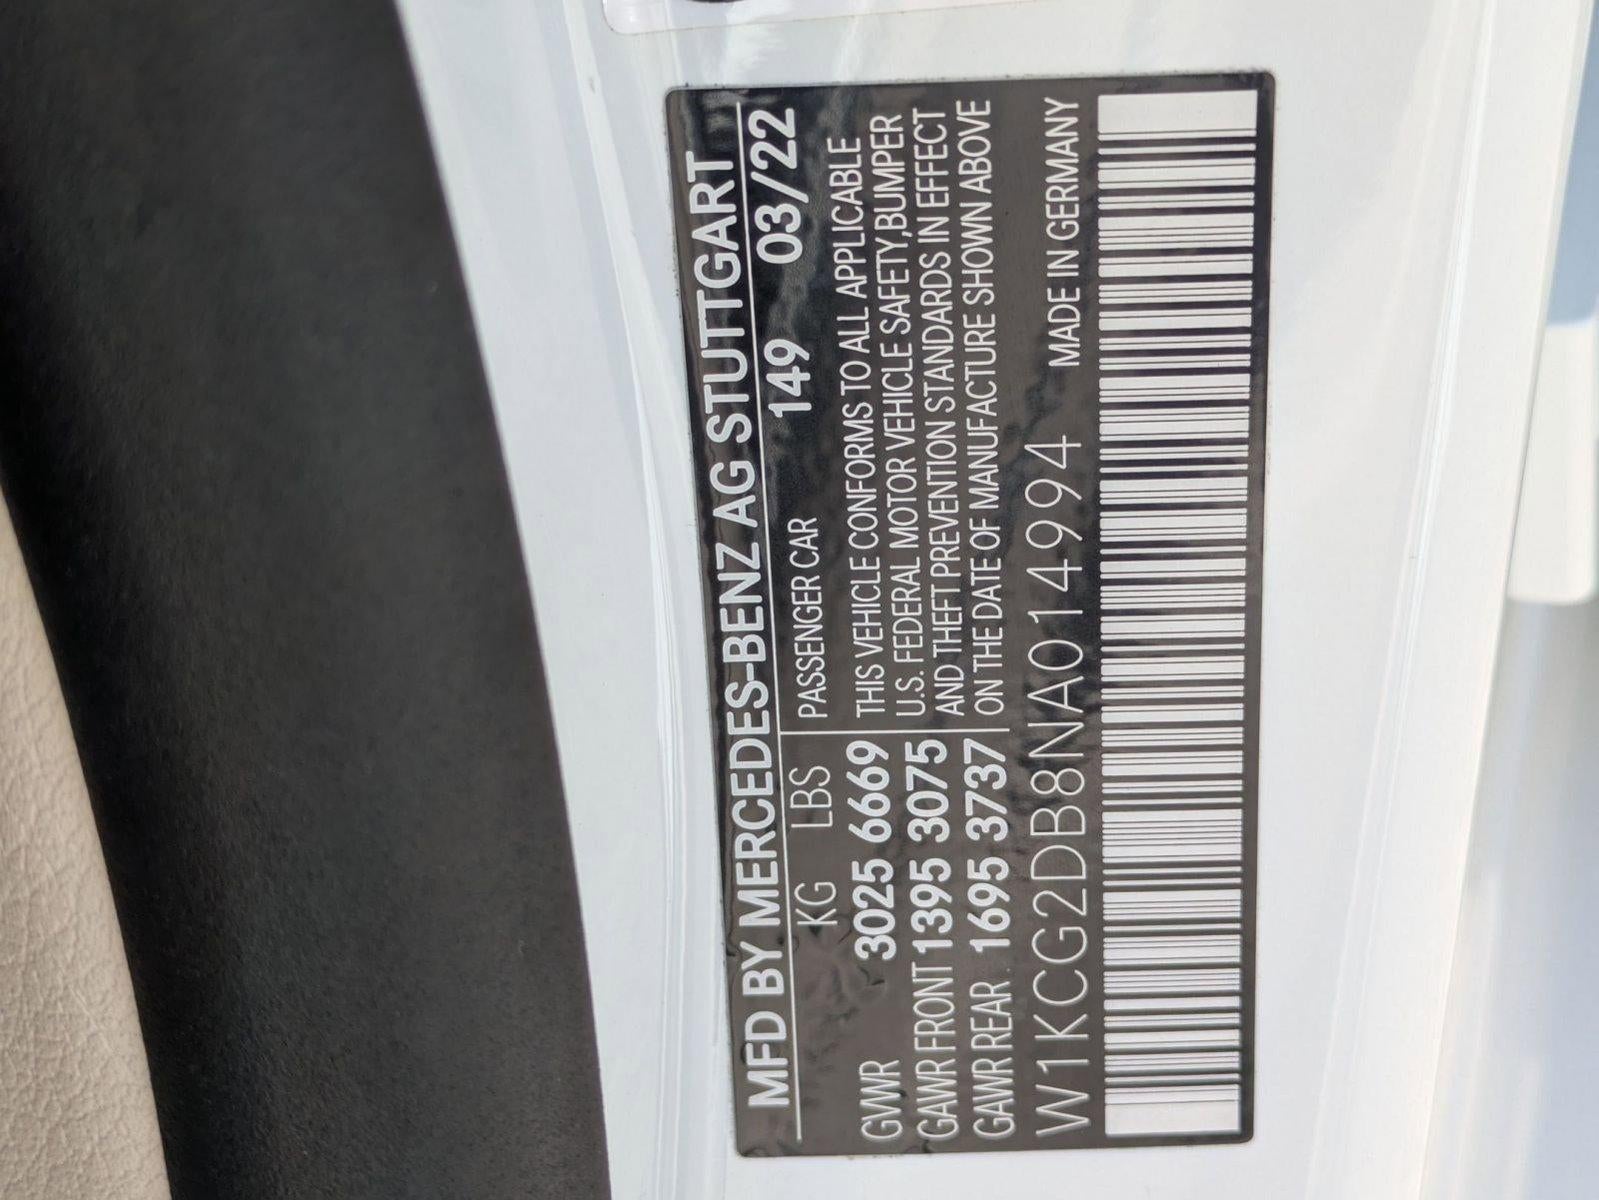 MFD BY MERCEDES-BENZ AG STUTTGART
KG LBS PASSENGER CAR 149 03/22
GVWR 3025 6669
GAWR FRONT 1395 3075
GAWR REAR 1695 3737
THIS VEHICLE CONFORMS TO ALL APPLICABLE
U.S. FEDERAL MOTOR VEHICLE SAFETY,BUMPER
AND THEFT PREVENTION STANDARDS IN EFFECT
ON THE DATE OF MANUFACTURE SHOWN ABOVE
W1KCG2DB8NA014994 MADE IN GERMANY